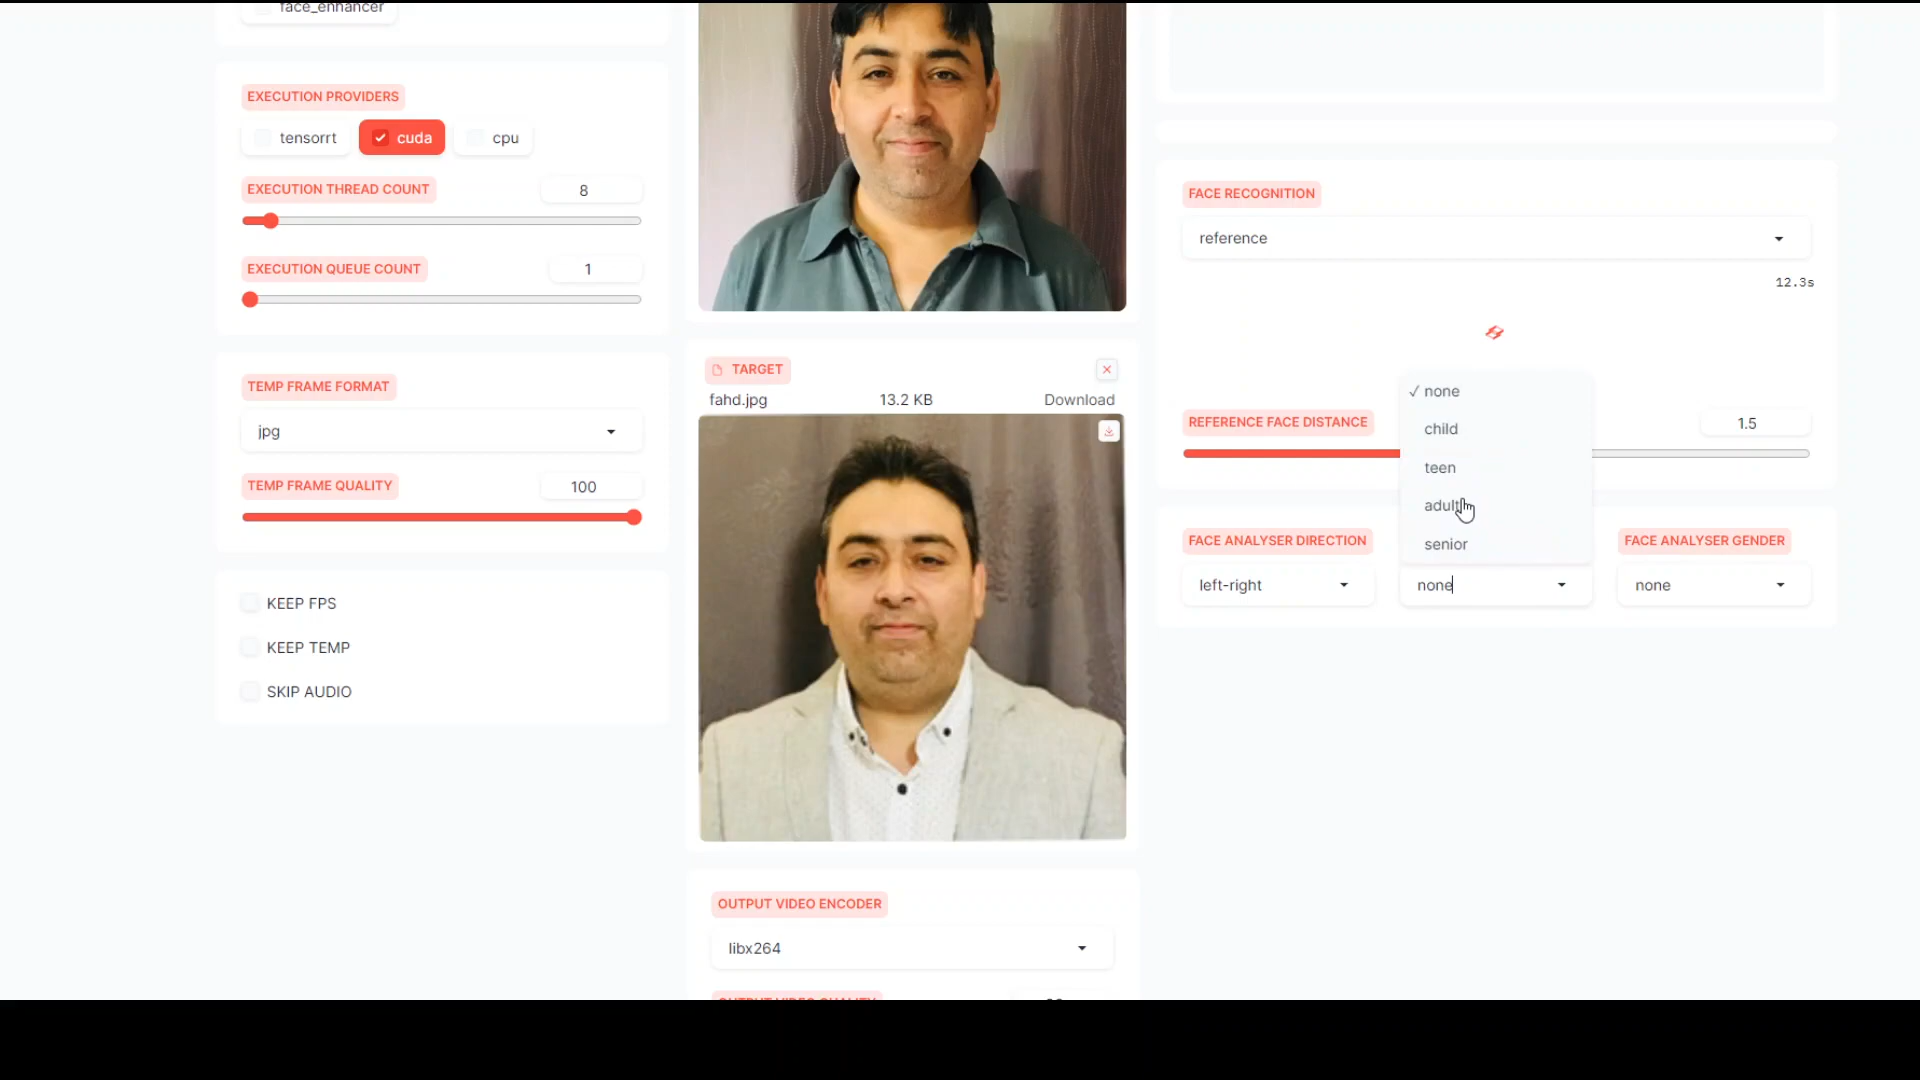 face_enhancer
EXECUTION PROVIDERS
tensorrt cuda cpu
EXECUTION THREAD COUNT 8
EXECUTION QUEUE COUNT 1
TEMP FRAME FORMAT
jpg
TEMP FRAME QUALITY 100
KEEP FPS
KEEP TEMP
SKIP AUDIO
TARGET
fahd.jpg 13.2 KB Download
OUTPUT VIDEO ENCODER
libx264
OUTPUT VIDEO QUALITY
FACE RECOGNITION
reference
12.3s
REFERENCE FACE DISTANCE 1.5
none
child
teen
adult
senior
FACE ANALYSER DIRECTION FACE ANALYSER GENDER
left-right none none